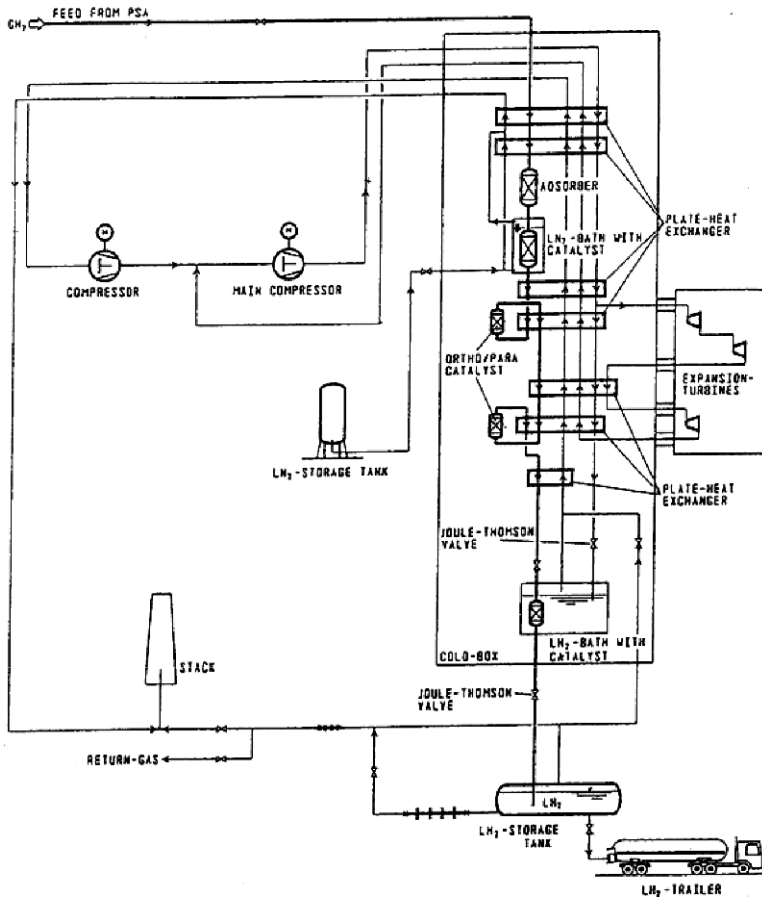 FEED FROM PSA
GH₂
ADSORBER
PLATE-HEAT
EXCHANGER
LN₂-BATH WITH
CATALYST
COMPRESSOR
MAIN COMPRESSOR
ORTHO/PARA
CATALYST
EXPANSION-
TURBINES
LN₂-STORAGE TANK
PLATE-HEAT
EXCHANGER
JOULE-THOMSON
VALVE
LH₂-BATH WITH
CATALYST
COLD-BOX
STACK
JOULE-THOMSON
VALVE
RETURN-GAS
LH₂
LH₂-STORAGE
TANK
LH₂-TRAILER